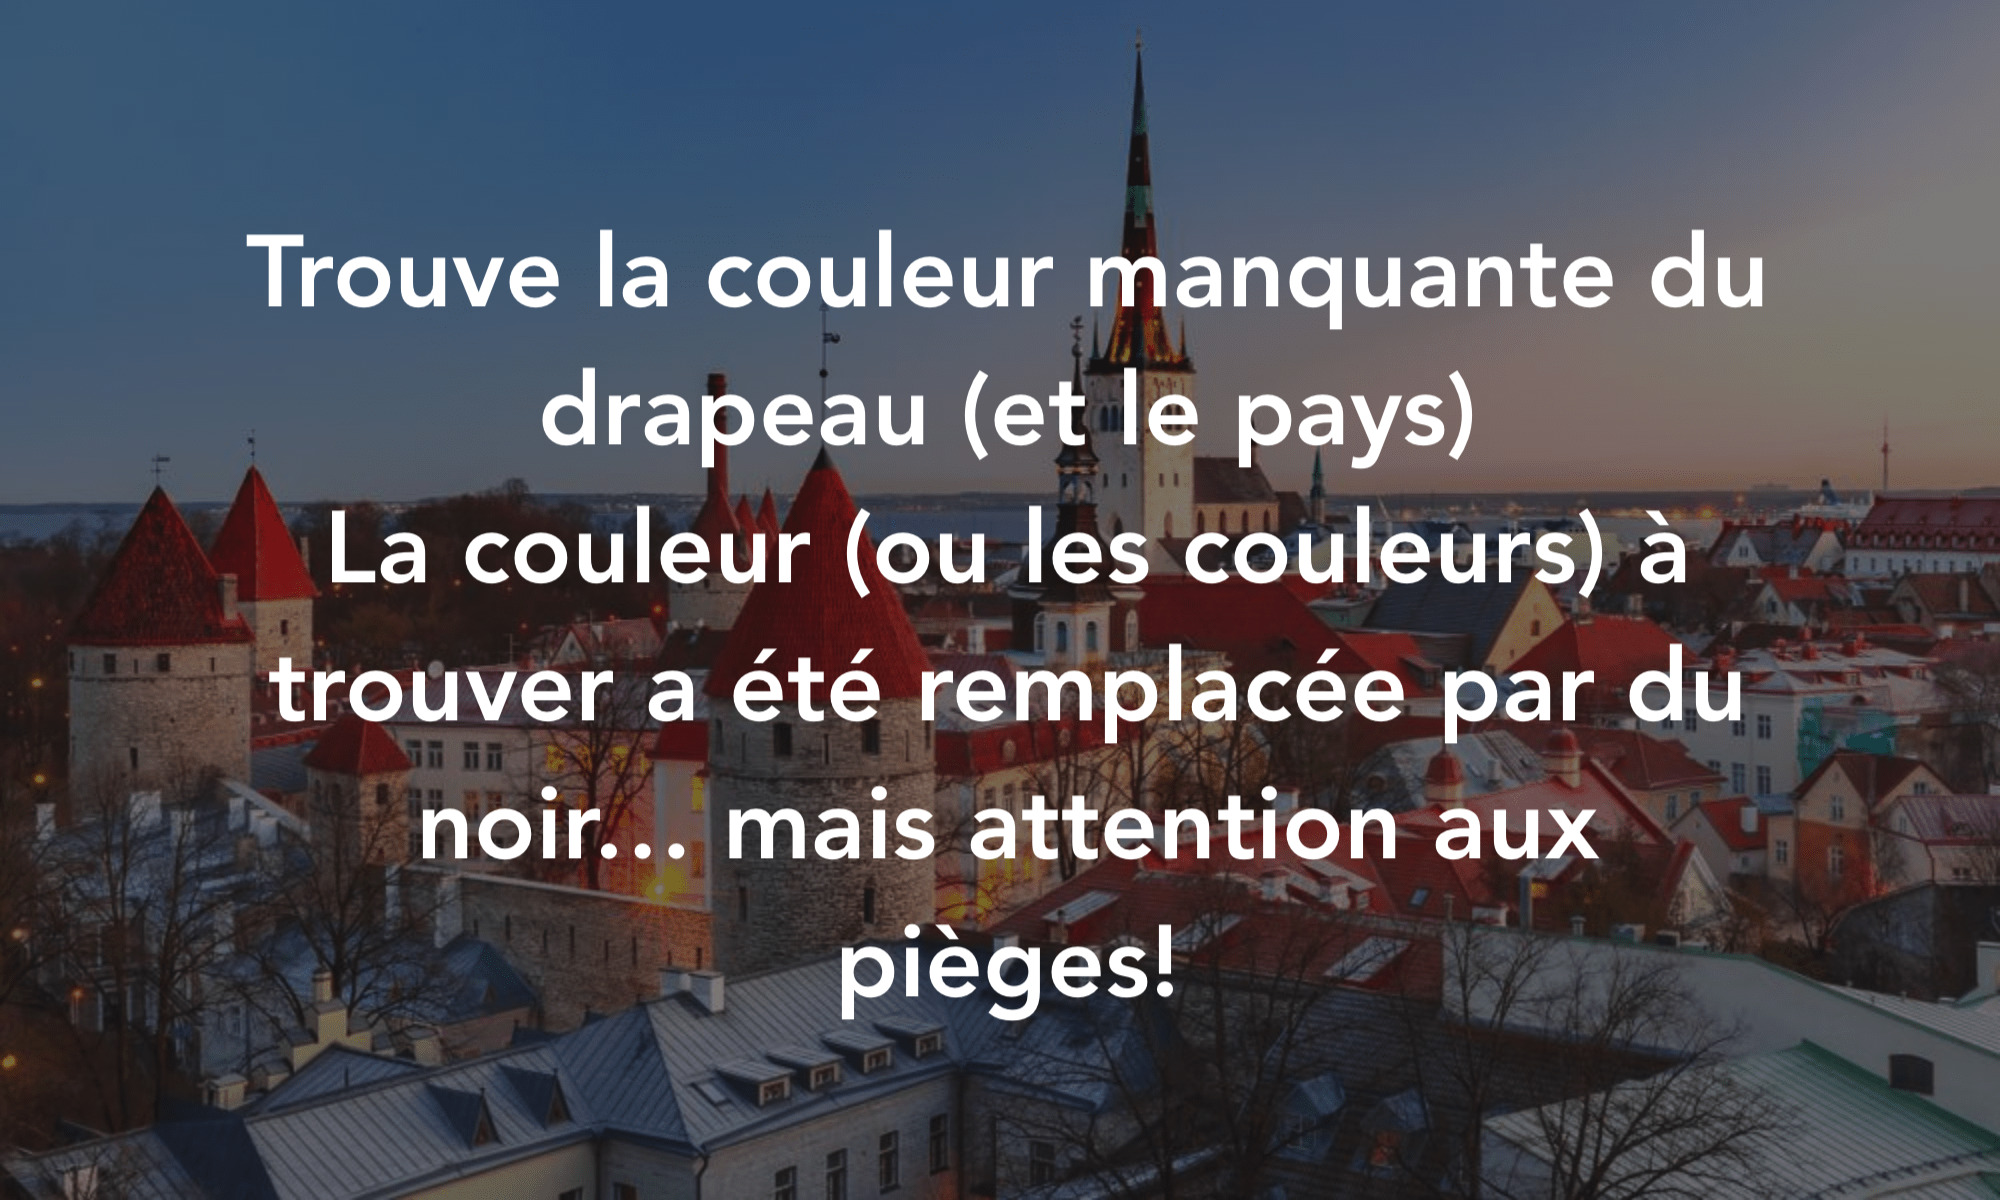 Trouve la couleur manquante du
drapeau (et le pays)
La couleur (ou les couleurs) à
trouver a été remplacée par du
noir... mais attention aux
pièges!